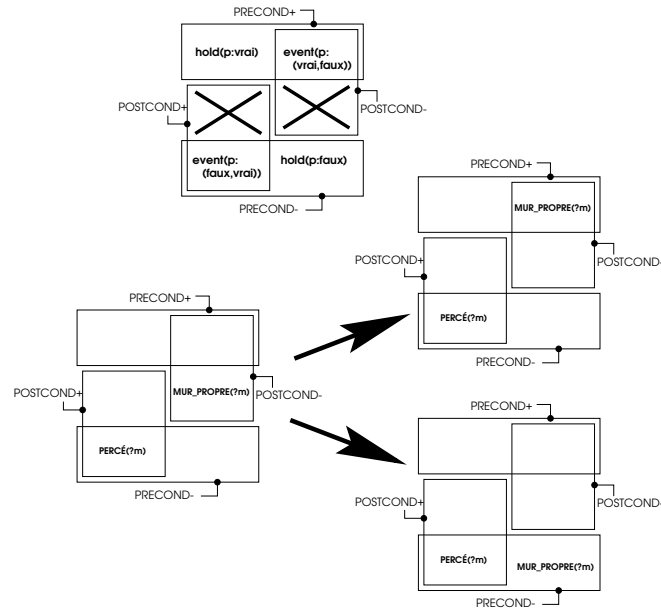 PRECOND+
hold(p:vrai)
event(p:
(vrai,faux))
POSTCOND+
POSTCOND-
event(p:
(faux,vrai))
hold(p:faux)
PRECOND-
PRECOND+
MUR_PROPRE(?m)
POSTCOND+
POSTCOND-
PERCÉ(?m)
PRECOND-
PRECOND+
MUR_PROPRE(?m)
POSTCOND+
POSTCOND-
PERCÉ(?m)
PRECOND-
PRECOND+
POSTCOND+
POSTCOND-
PERCÉ(?m)
MUR_PROPRE(?m)
PRECOND-